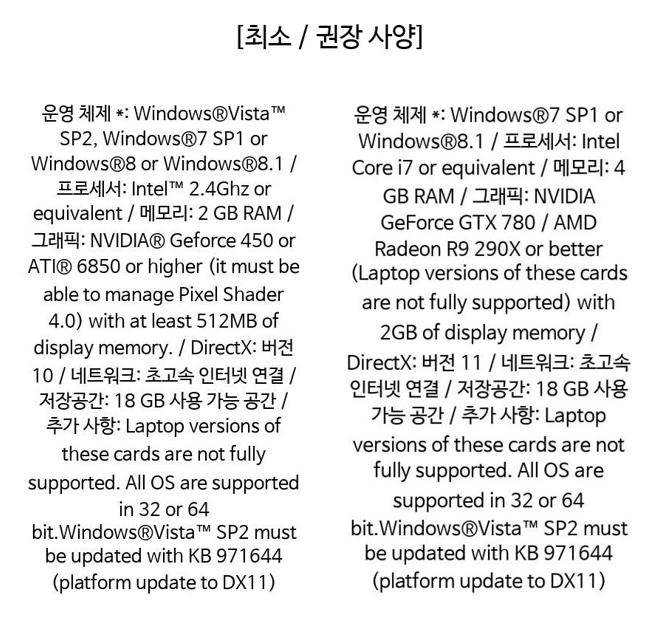 [최소 / 권장 사양]
운영 체제 *: Windows®Vista™
SP2, Windows®7 SP1 or
Windows®8 or Windows®8.1 /
프로세서: Intel™ 2.4Ghz or
equivalent / 메모리: 2 GB RAM /
그래픽: NVIDIA® Geforce 450 or
ATI® 6850 or higher (it must be
able to manage Pixel Shader
4.0) with at least 512MB of
display memory. / DirectX: 버전
10 / 네트워크: 초고속 인터넷 연결 /
저장공간: 18 GB 사용 가능 공간 /
추가 사항: Laptop versions of
these cards are not fully
supported. All OS are supported
in 32 or 64
bit.Windows®Vista™ SP2 must
be updated with KB 971644
(platform update to DX11)
운영 체제 *: Windows®7 SP1 or
Windows®8.1 / 프로세서: Intel
Core i7 or equivalent / 메모리: 4
GB RAM / 그래픽: NVIDIA
GeForce GTX 780 / AMD
Radeon R9 290X or better
(Laptop versions of these cards
are not fully supported) with
2GB of display memory /
DirectX: 버전 11 / 네트워크: 초고속
인터넷 연결 / 저장공간: 18 GB 사용
가능 공간 / 추가 사항: Laptop
versions of these cards are not
fully supported. All OS are
supported in 32 or 64
bit.Windows®Vista™ SP2 must
be updated with KB 971644
(platform update to DX11)